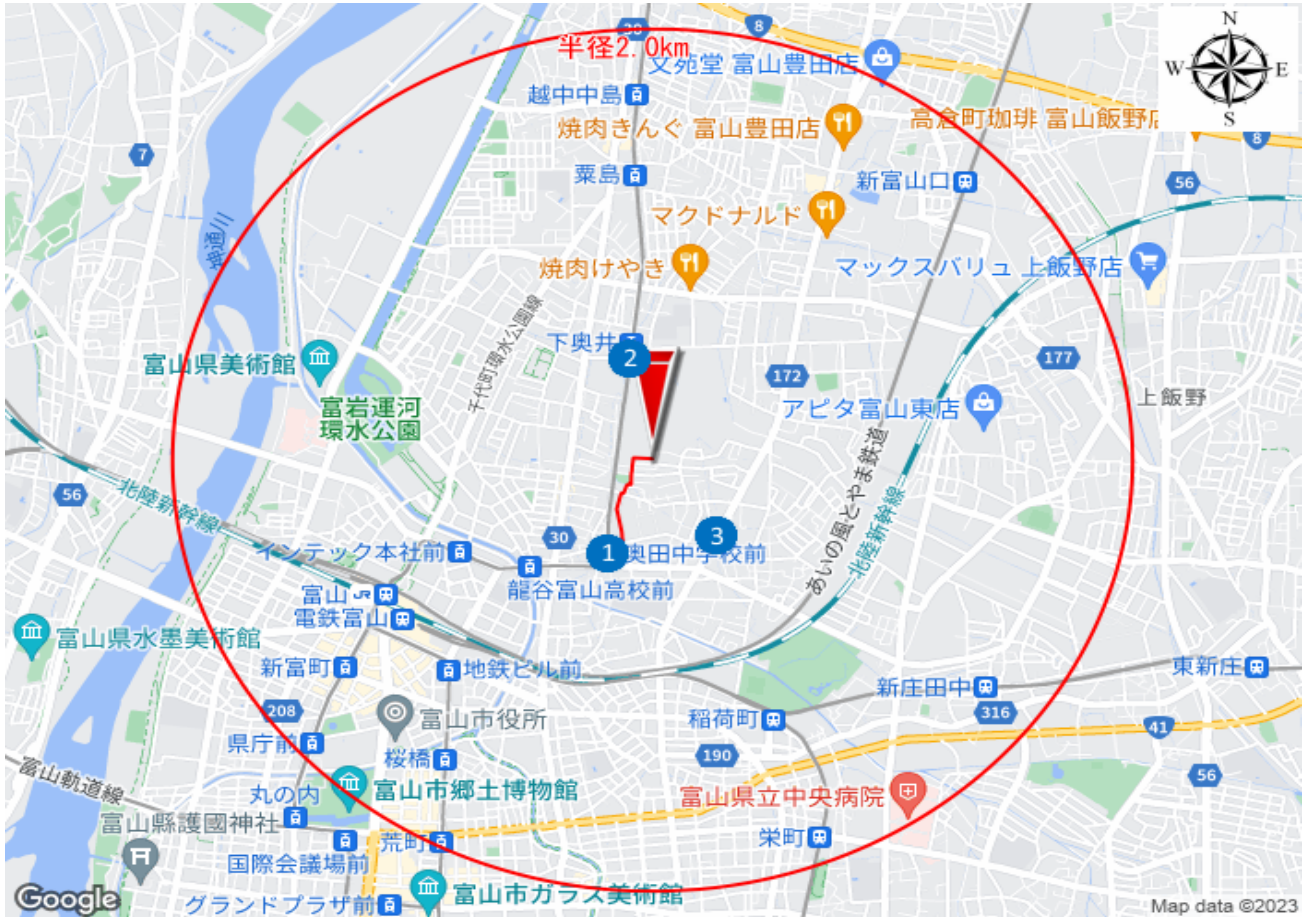 30
8
半径2.0km
文苑堂 富山豊田店
越中中島
焼肉きんぐ 富山豊田店
高倉町珈琲 富山飯野店
8
N
W
E
S
7
粟島
新富山口
56
マクドナルド
神通川
焼肉けやき
マックスバリュ 上飯野店
千代町環水公園線
下奥井
2
富山県美術館
177
172
上飯野
富岩運河
環水公園
アピタ富山東店
あいの風とやま鉄道
56
北陸新幹線
北陸新幹線
30
3
1
奥田中学校前
インテック本社前
龍谷富山高校前
富山
JR
電鉄富山
富山県水墨美術館
新富町
地鉄ビル前
東新庄
新庄田中
208
富山市役所
稲荷町
316
41
県庁前
桜橋
190
56
富山軌道線
丸の内
富山市郷土博物館
富山県立中央病院
富山縣護國神社
荒町
栄町
国際会議場前
富山市ガラス美術館
グランドプラザ前
Google
Map data ©2023